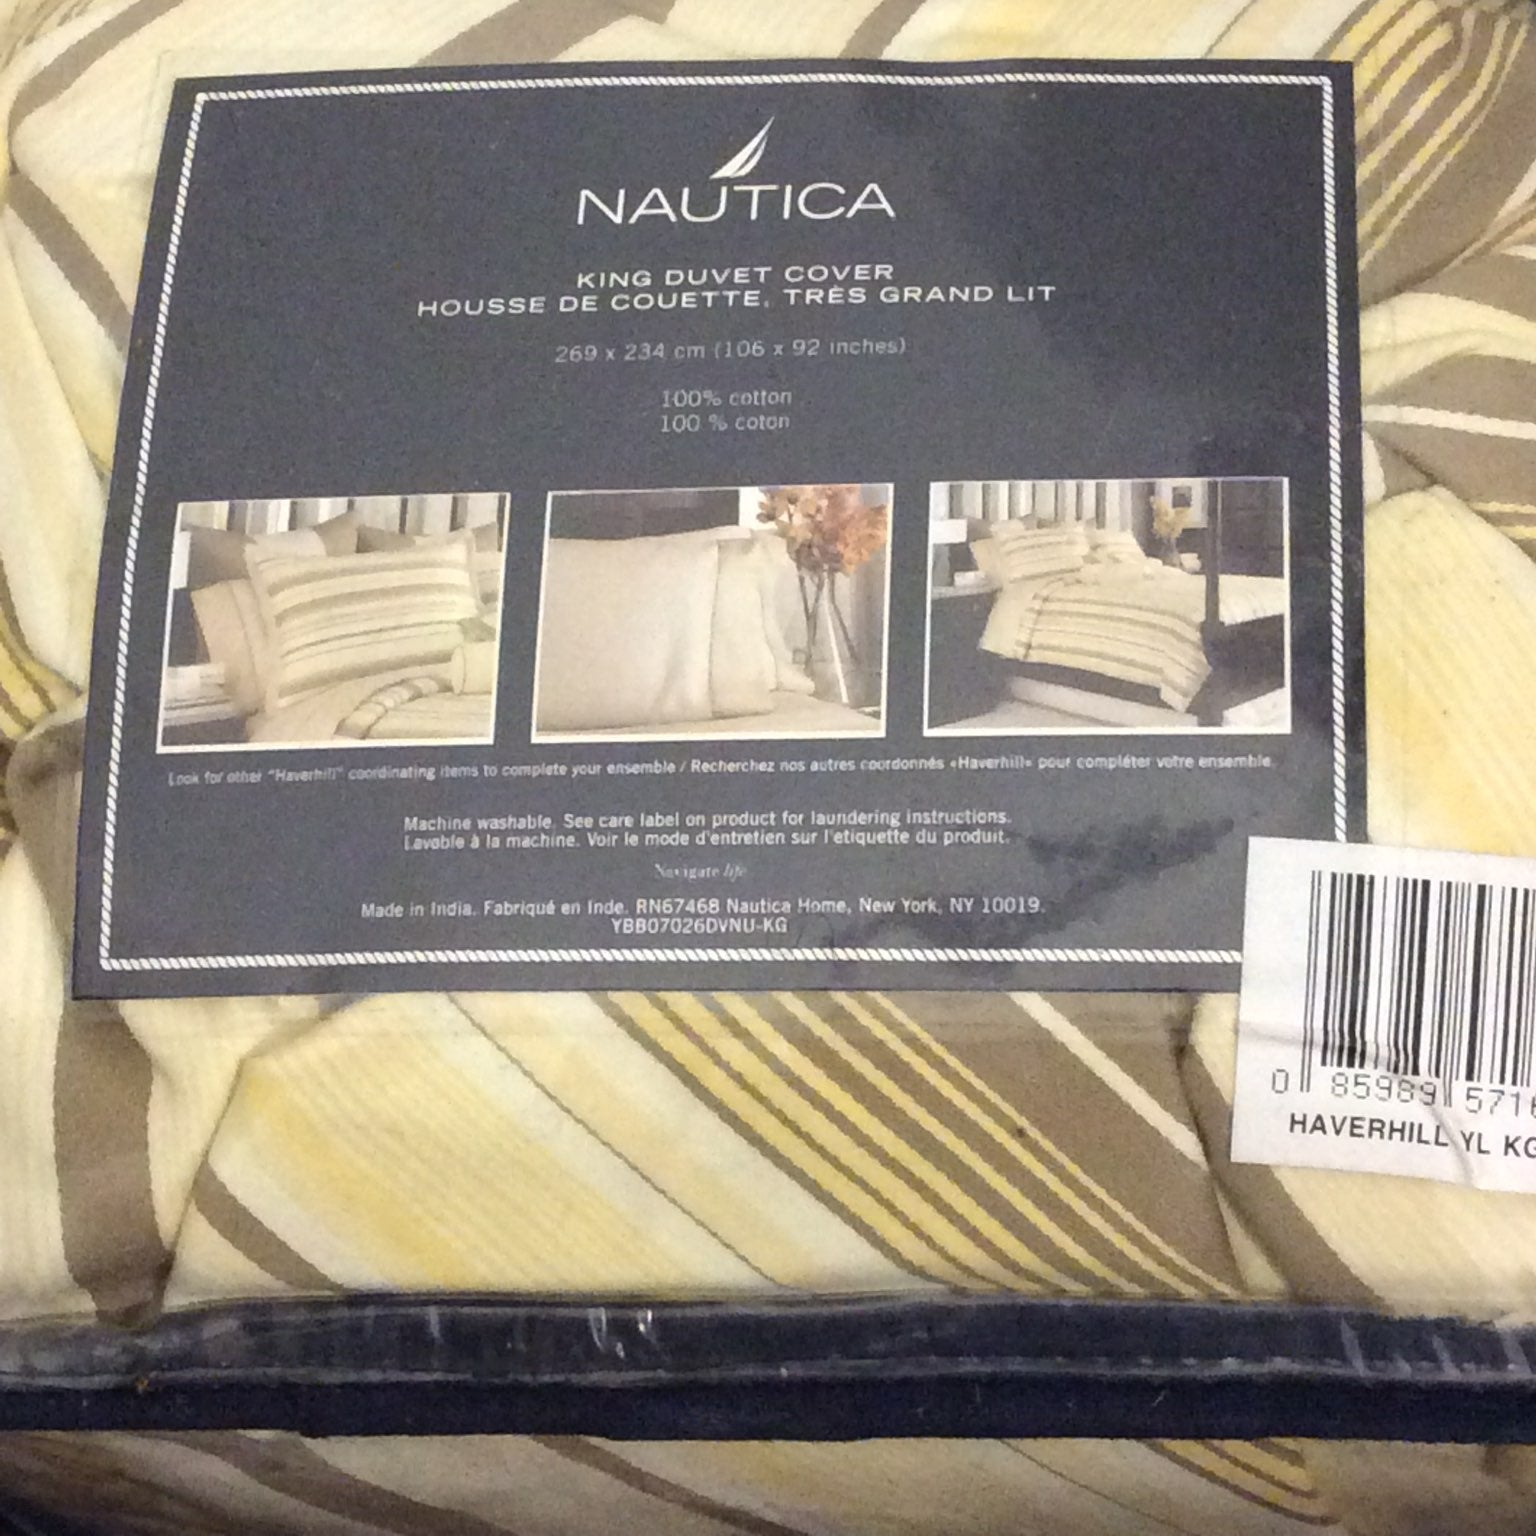 NAUTICA
KING DUVET COVER
HOUSSE DE COUETTE, TRÈS GRAND LIT
269 x 234 cm (106 x 92 inches)
100% cotton
100 % coton
Look for other "Haverhill" coordinating items to complete your ensemble / Recherchez nos autres coordonnés «Haverhill» pour compléter votre ensemble.
Machine washable. See care label on product for laundering instructions.
Lavable à la machine. Voir le mode d'entretien sur l'etiquette du produit.
Navigate life
Made in India. Fabriqué en Inde. RN67468 Nautica Home, New York, NY 10019.
YBB07026DVNU-KG
0 85989 5716
HAVERHILL YL KG